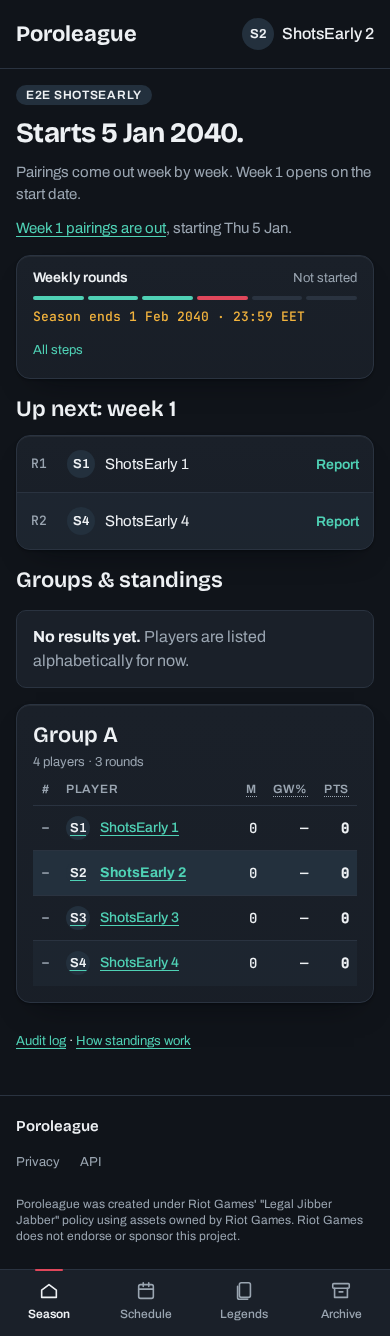 Poroleague
S2 ShotsEarly 2
E2E SHOTSEARLY
Starts 5 Jan 2040.
Pairings come out week by week. Week 1 opens on the
start date.
Week 1 pairings are out, starting Thu 5 Jan.
Weekly rounds Not started
Season ends 1 Feb 2040 · 23:59 EET
All steps
Up next: week 1
R1 S1 ShotsEarly 1 Report
R2 S4 ShotsEarly 4 Report
Groups & standings
No results yet. Players are listed
alphabetically for now.
Group A
4 players · 3 rounds
# PLAYER M GW% PTS
– S1 ShotsEarly 1 0 – 0
– S2 ShotsEarly 2 0 – 0
– S3 ShotsEarly 3 0 – 0
– S4 ShotsEarly 4 0 – 0
Audit log · How standings work
Poroleague
Privacy API
Poroleague was created under Riot Games' "Legal Jibber
Jabber" policy using assets owned by Riot Games. Riot Games
does not endorse or sponsor this project.
Season Schedule Legends Archive